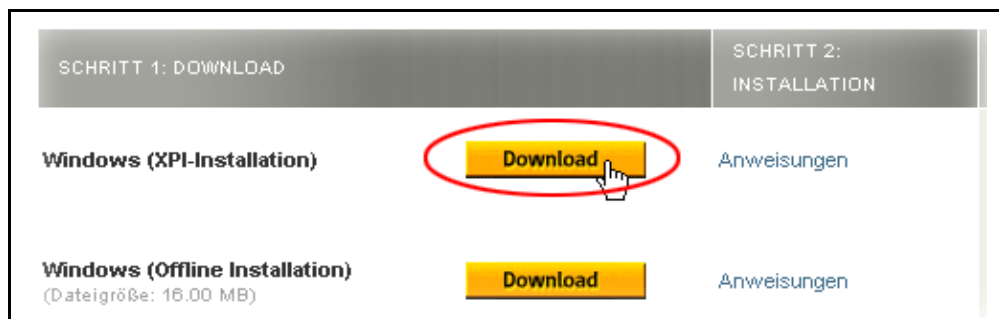 SCHRITT 1: DOWNLOAD
SCHRITT 2:
INSTALLATION
Windows (XPI-Installation)
Download
Anweisungen
Windows (Offline Installation)
(Dateigröße: 16.00 MB)
Download
Anweisungen